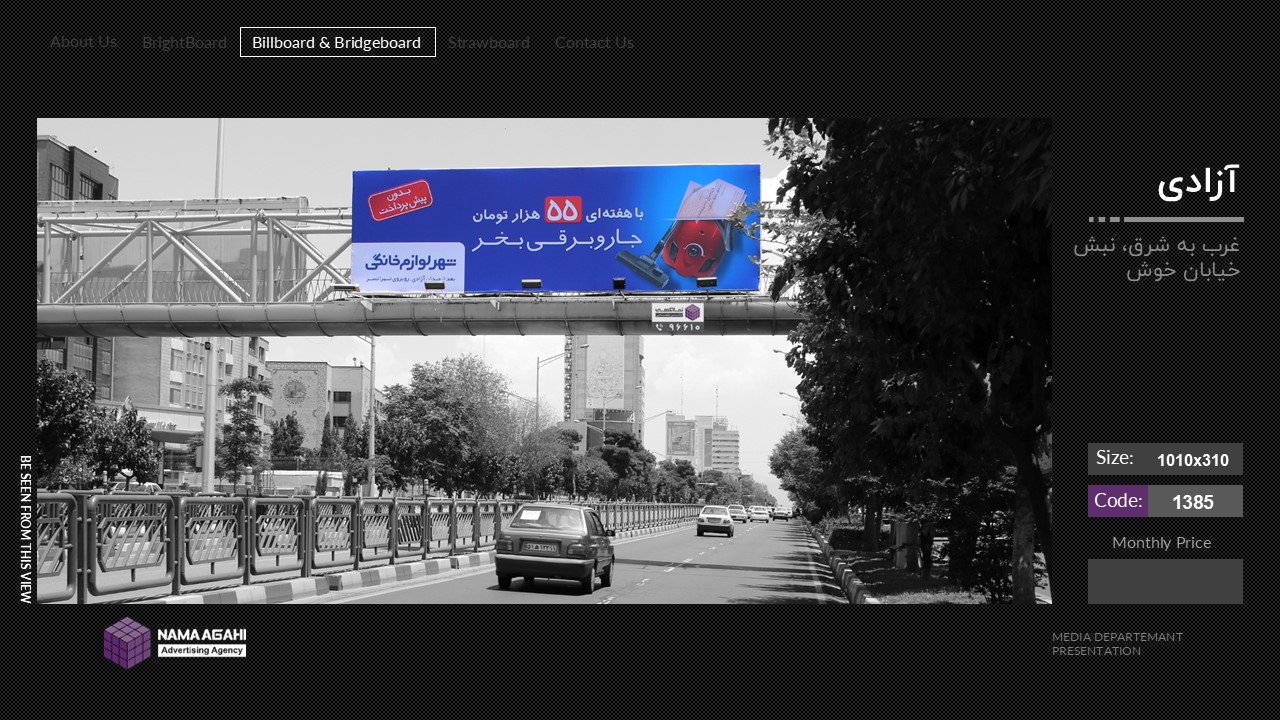 About Us
BrightBoard
Billboard & Bridgeboard
Strawboard
Contact Us
آزادی
غرب به شرق، نبش
خیابان خوش
بدون
پیش‌پرداخت
با هفته‌ای ۵۵ هزار تومان
جاروبرقی بخر
شهر لوازم خانگی
۹۶۶۱۰
Size: 1010x310
Code: 1385
Monthly Price
BE SEEN FROM THIS VIEW
NAMA AGAHI
Advertising Agency
MEDIA DEPARTEMANT
PRESENTATION